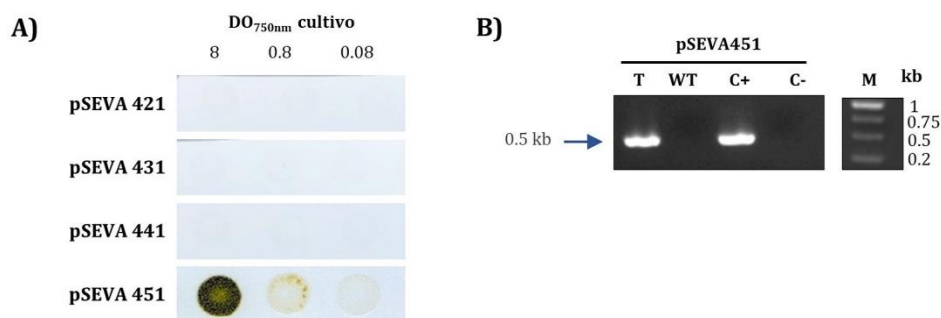 A)
DO750nm cultivo
8 0.8 0.08
pSEVA 421
pSEVA 431
pSEVA 441
pSEVA 451
B)
pSEVA451
T WT C+ C- M kb
0.5 kb
1
0.75
0.5
0.2